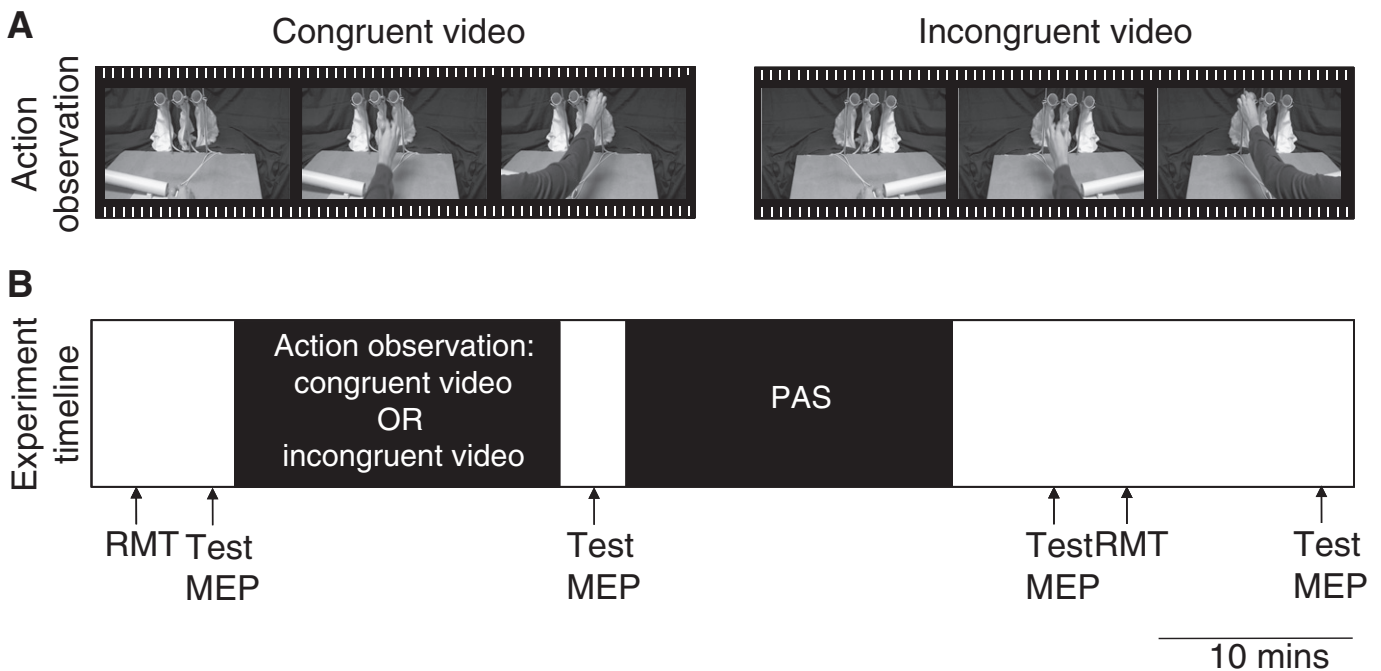 A
Congruent video
Incongruent video
Action
observation
B
Experiment
timeline
Action observation:
congruent video
OR
incongruent video
PAS
RMT
Test
MEP
Test
MEP
Test
MEP
RMT
Test
MEP
10 mins